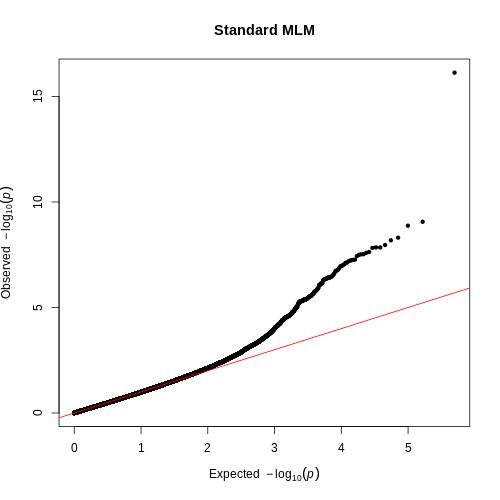 Standard MLM
Observed −log₁₀(p)
15
10
5
0
0 1 2 3 4 5
Expected −log₁₀(p)